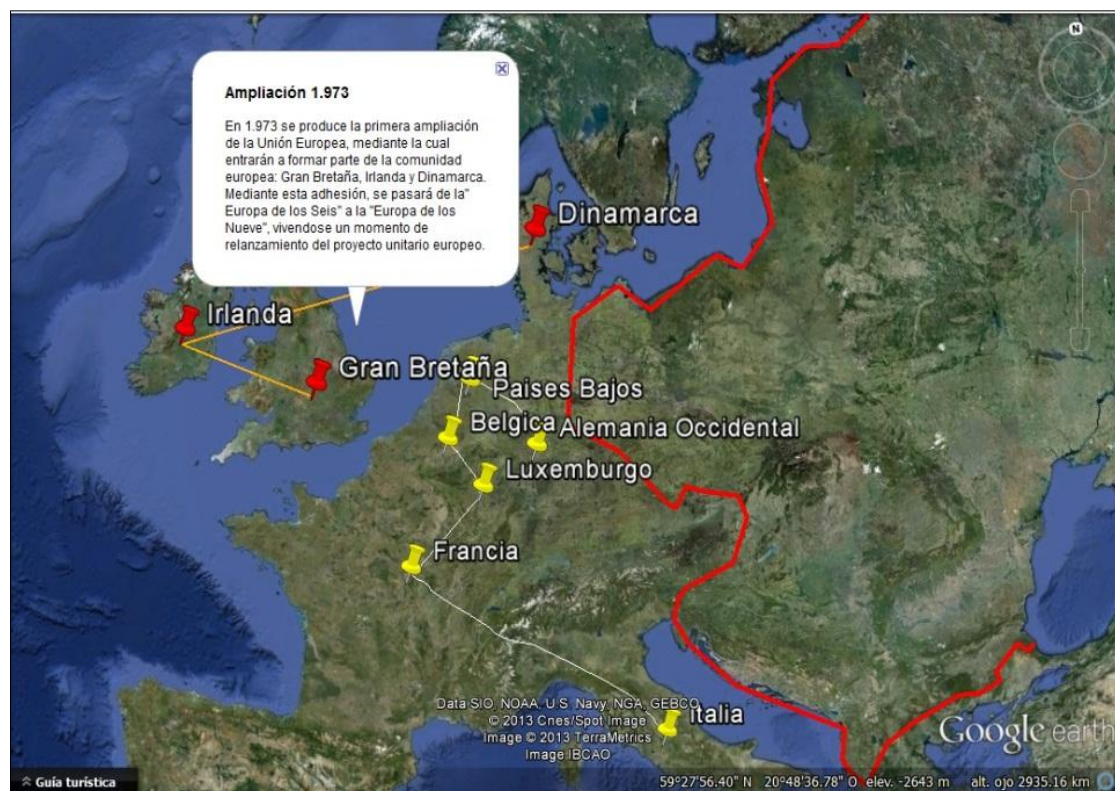 N
Ampliación 1.973
En 1.973 se produce la primera ampliación
de la Unión Europea, mediante la cual
entrarán a formar parte de la comunidad
europea: Gran Bretaña, Irlanda y Dinamarca.
Mediante esta adhesión, se pasará de la"
Europa de los Seis" a la "Europa de los
Nueve", vivendose un momento de
relanzamiento del proyecto unitario europeo.
Dinamarca
Irlanda
Gran Bretaña
Paises Bajos
Belgica
Alemania Occidental
Luxemburgo
Francia
Italia
Data SIO, NOAA, U.S. Navy, NGA, GEBCO
© 2013 Cnes/Spot Image
Image © 2013 TerraMetrics
Image IBCAO
Google earth
Guía turística
59°27'56.40" N 20°48'36.78" O elev. -2643 m alt. ojo 2935.16 km